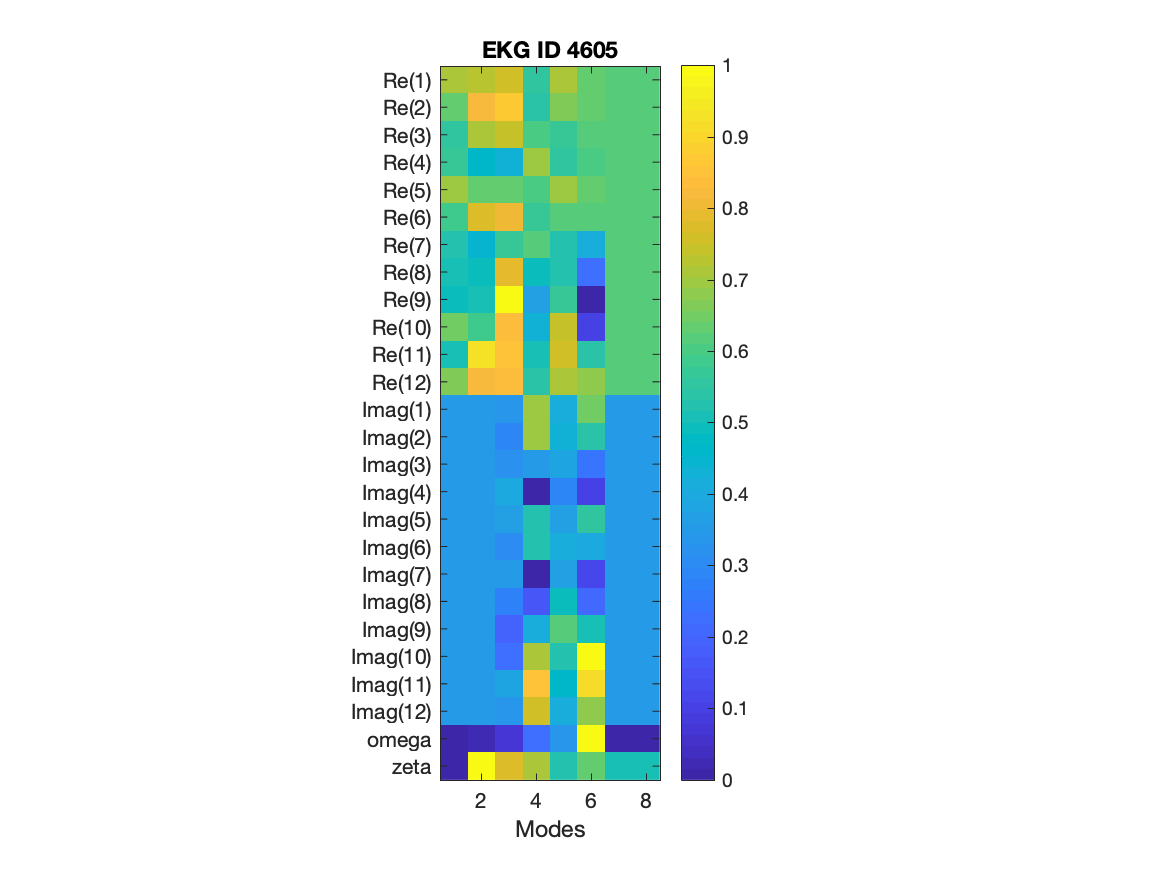 EKG ID 4605
Re(1)
Re(2)
Re(3)
Re(4)
Re(5)
Re(6)
Re(7)
Re(8)
Re(9)
Re(10)
Re(11)
Re(12)
Imag(1)
Imag(2)
Imag(3)
Imag(4)
Imag(5)
Imag(6)
Imag(7)
Imag(8)
Imag(9)
Imag(10)
Imag(11)
Imag(12)
omega
zeta
2 4 6 8
Modes
1
0.9
0.8
0.7
0.6
0.5
0.4
0.3
0.2
0.1
0